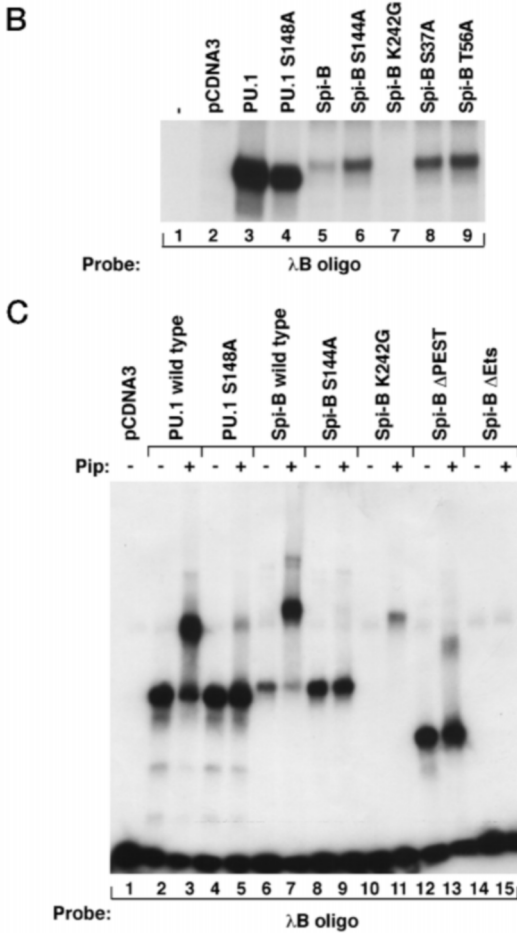 B
-
pCDNA3
PU.1
PU.1 S148A
Spi-B
Spi-B S144A
Spi-B K242G
Spi-B S37A
Spi-B T56A
1 2 3 4 5 6 7 8 9
Probe: λB oligo
C
pCDNA3
PU.1 wild type
PU.1 S148A
Spi-B wild type
Spi-B S144A
Spi-B K242G
Spi-B ΔPEST
Spi-B ΔEts
Pip: - - + - + - + - + - + - + - +
1 2 3 4 5 6 7 8 9 10 11 12 13 14 15
Probe: λB oligo